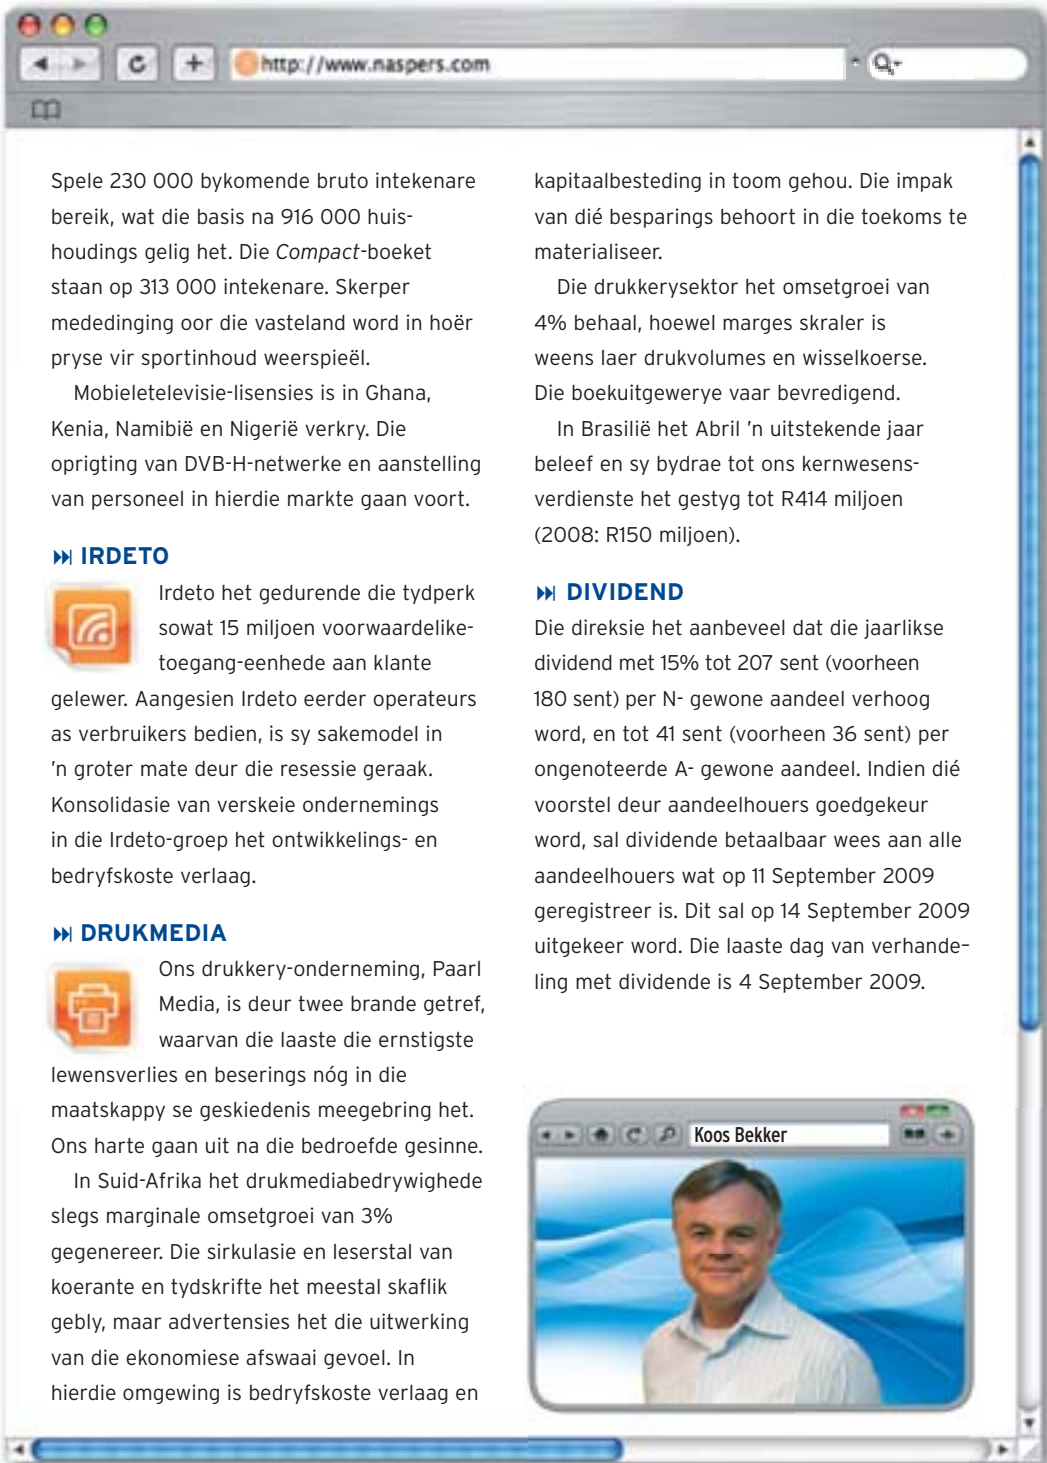 http://www.naspers.com
Spele 230 000 bykomende bruto intekenare
bereik, wat die basis na 916 000 huis-
houdings gelig het. Die Compact-boeket
staan op 313 000 intekenare. Skerper
mededinging oor die vasteland word in hoër
pryse vir sportinhoud weerspieël.
Mobieletelevisie-lisensies is in Ghana,
Kenia, Namibië en Nigerië verkry. Die
oprigting van DVB-H-netwerke en aanstelling
van personeel in hierdie markte gaan voort.
IRDETO
Irdeto het gedurende die tydperk
sowat 15 miljoen voorwaardelike-
toegang-eenhede aan klante
gelewer. Aangesien Irdeto eerder operateurs
as verbruikers bedien, is sy sakemodel in
'n groter mate deur die resessie geraak.
Konsolidasie van verskeie ondernemings
in die Irdeto-groep het ontwikkelings- en
bedryfskoste verlaag.
DRUKMEDIA
Ons drukkery-onderneming, Paarl
Media, is deur twee brande getref,
waarvan die laaste die ernstigste
lewensverlies en beserings nóg in die
maatskappy se geskiedenis meegebring het.
Ons harte gaan uit na die bedroefde gesinne.
In Suid-Afrika het drukmediabedrywighede
slegs marginale omsetgroei van 3%
gegenereer. Die sirkulasie en leserstal van
koerante en tydskrifte het meestal skaflik
gebly, maar advertensies het die uitwerking
van die ekonomiese afswaai gevoel. In
hierdie omgewing is bedryfskoste verlaag en
kapitaalbesteding in toom gehou. Die impak
van dié besparings behoort in die toekoms te
materialiseer.
Die drukkerysektor het omsetgroei van
4% behaal, hoewel marges skraler is
weens laer drukvolumes en wisselkoerse.
Die boekuitgewerye vaar bevredigend.
In Brasilië het Abril 'n uitstekende jaar
beleef en sy bydrae tot ons kernwesens-
verdienste het gestyg tot R414 miljoen
(2008: R150 miljoen).
DIVIDEND
Die direksie het aanbeveel dat die jaarlikse
dividend met 15% tot 207 sent (voorheen
180 sent) per N- gewone aandeel verhoog
word, en tot 41 sent (voorheen 36 sent) per
ongenoteerde A- gewone aandeel. Indien dié
voorstel deur aandeelhouers goedgekeur
word, sal dividende betaalbaar wees aan alle
aandeelhouers wat op 11 September 2009
geregistreer is. Dit sal op 14 September 2009
uitgekeer word. Die laaste dag van verhande-
ling met dividende is 4 September 2009.
Koos Bekker